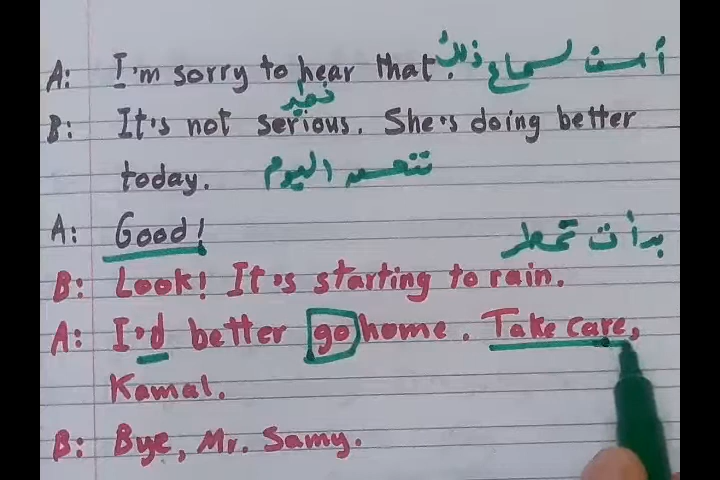 A: I'm sorry to hear that. آسف لسماع ذلك
خطير
B: It's not serious. She's doing better
today. تتحسن اليوم
A: Good!
بدأت تمطر
B: Look! It's starting to rain.
A: I'd better go home. Take care,
Kamal.
B: Bye, Mr. Samy.